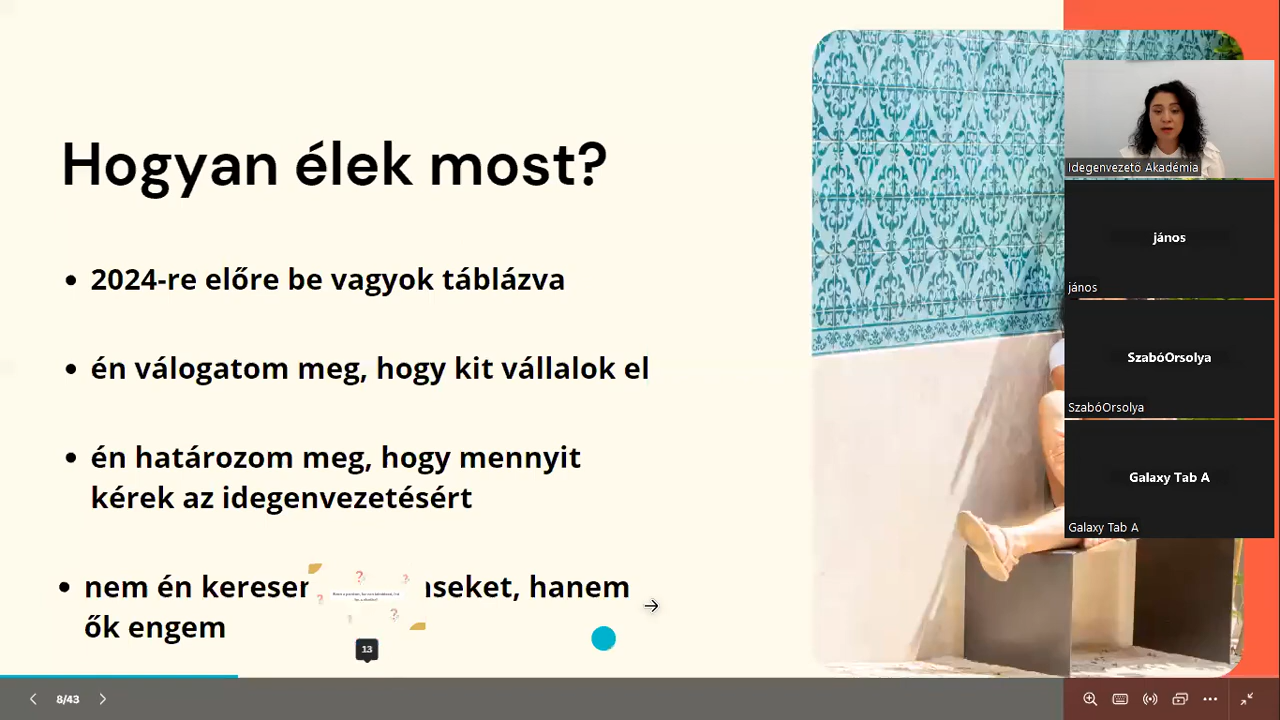 Hogyan élek most?
2024-re előre be vagyok táblázva
én válogatom meg, hogy kit vállalok el
én határozom meg, hogy mennyit
kérek az idegenvezetésért
nem én hanem
ők engem
13
8/43
Idegenvezető Akadémia
jános
jános
SzabóOrsolya
SzabóOrsolya
Galaxy Tab A
Galaxy Tab A